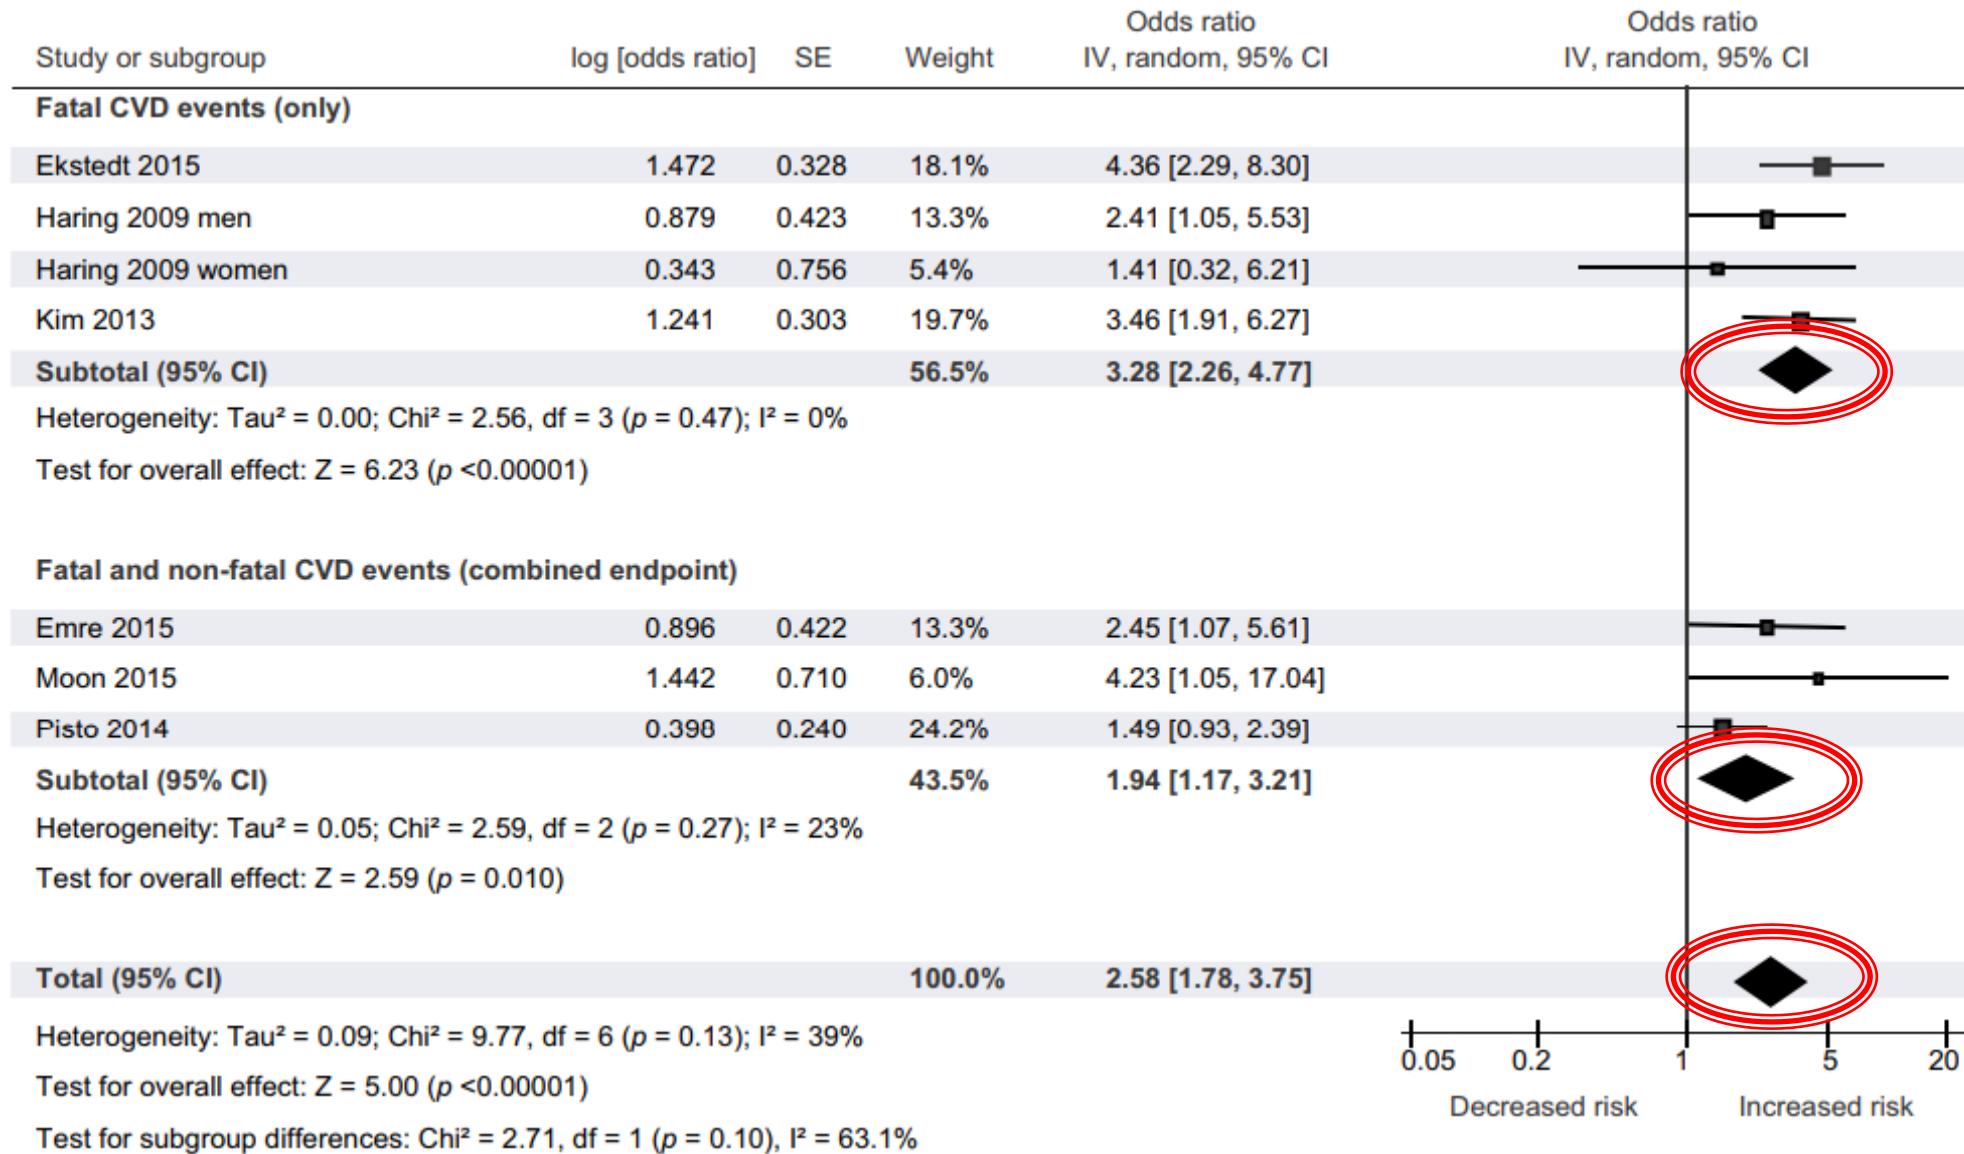 Odds ratio Odds ratio
Study or subgroup log [odds ratio] SE Weight IV, random, 95% CI IV, random, 95% CI
Fatal CVD events (only)
Ekstedt 2015 1.472 0.328 18.1% 4.36 [2.29, 8.30]
Haring 2009 men 0.879 0.423 13.3% 2.41 [1.05, 5.53]
Haring 2009 women 0.343 0.756 5.4% 1.41 [0.32, 6.21]
Kim 2013 1.241 0.303 19.7% 3.46 [1.91, 6.27]
Subtotal (95% CI) 56.5% 3.28 [2.26, 4.77]
Heterogeneity: Tau² = 0.00; Chi² = 2.56, df = 3 (p = 0.47); I² = 0%
Test for overall effect: Z = 6.23 (p <0.00001)
Fatal and non-fatal CVD events (combined endpoint)
Emre 2015 0.896 0.422 13.3% 2.45 [1.07, 5.61]
Moon 2015 1.442 0.710 6.0% 4.23 [1.05, 17.04]
Pisto 2014 0.398 0.240 24.2% 1.49 [0.93, 2.39]
Subtotal (95% CI) 43.5% 1.94 [1.17, 3.21]
Heterogeneity: Tau² = 0.05; Chi² = 2.59, df = 2 (p = 0.27); I² = 23%
Test for overall effect: Z = 2.59 (p = 0.010)
Total (95% CI) 100.0% 2.58 [1.78, 3.75]
Heterogeneity: Tau² = 0.09; Chi² = 9.77, df = 6 (p = 0.13); I² = 39%
0.05 0.2 1 5 20
Test for overall effect: Z = 5.00 (p <0.00001)
Decreased risk Increased risk
Test for subgroup differences: Chi² = 2.71, df = 1 (p = 0.10), I² = 63.1%